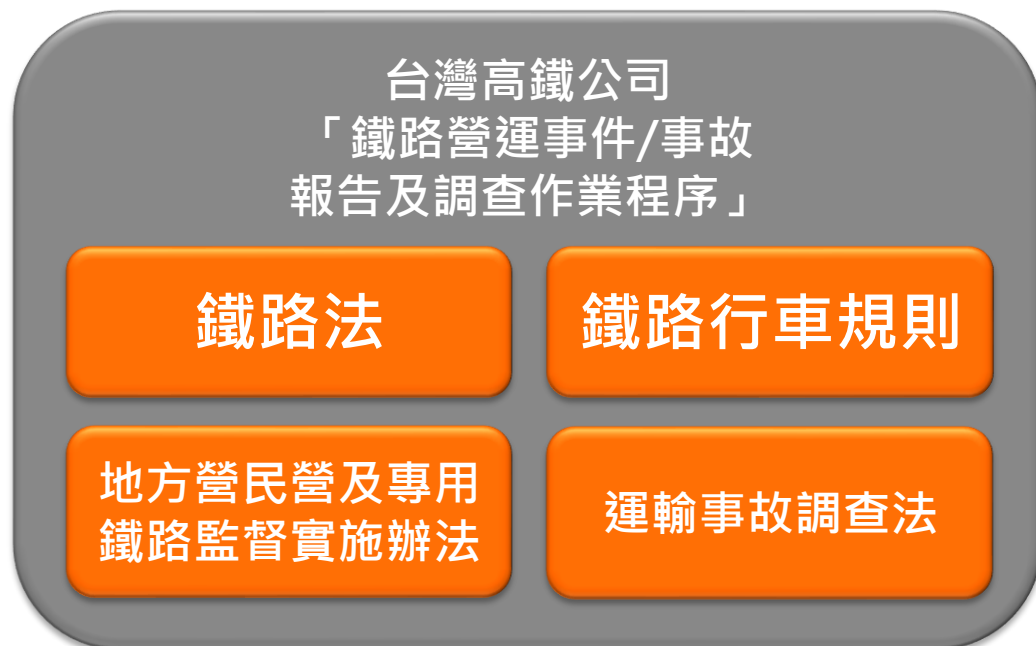 台灣高鐵公司
「鐵路營運事件/事故
報告及調查作業程序」
鐵路法
鐵路行車規則
地方營民營及專用
鐵路監督實施辦法
運輸事故調查法